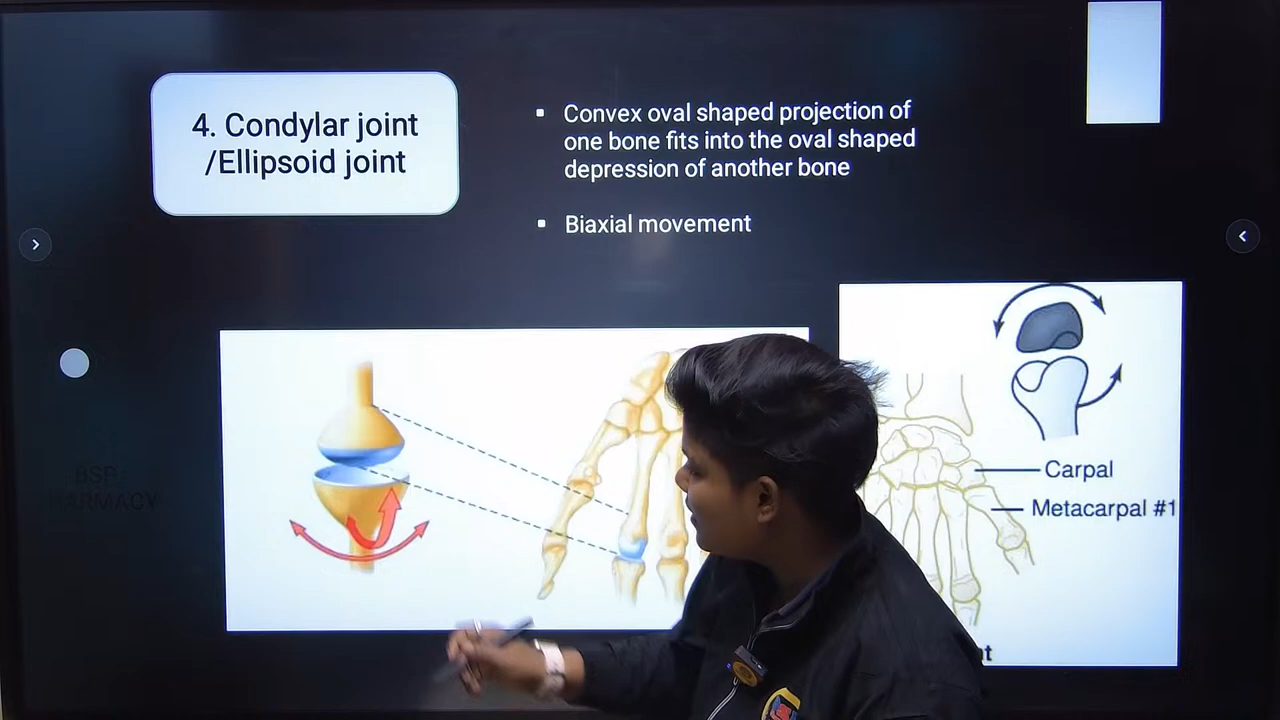 4. Condylar joint
/Ellipsoid joint
▪ Convex oval shaped projection of
one bone fits into the oval shaped
depression of another bone
▪ Biaxial movement
Carpal
Metacarpal #1